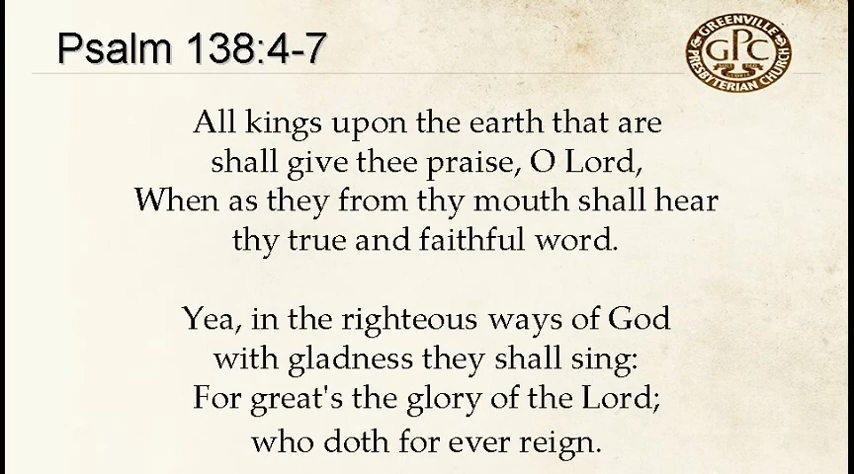 Psalm 138:4-7
GREENVILLE
GPC
PRESBYTERIAN CHURCH
All kings upon the earth that are
shall give thee praise, O Lord,
When as they from thy mouth shall hear
thy true and faithful word.
Yea, in the righteous ways of God
with gladness they shall sing:
For great's the glory of the Lord;
who doth for ever reign.